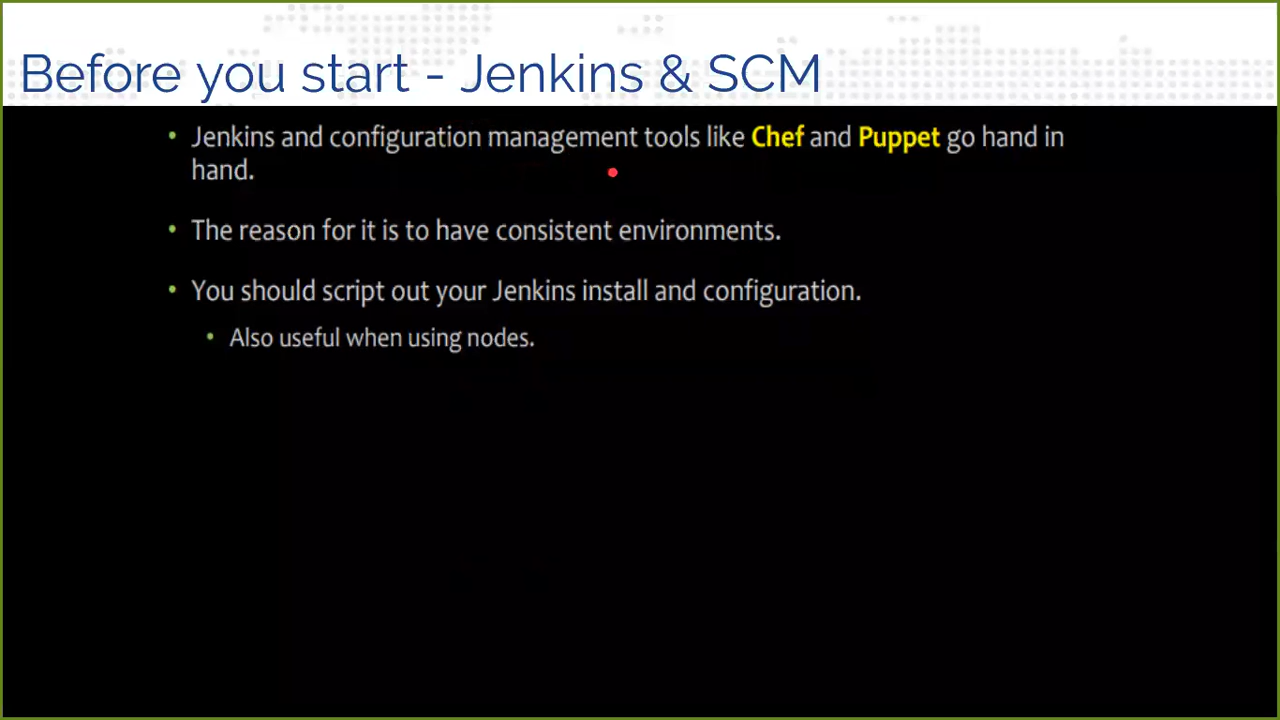 Before you start - Jenkins & SCM
• Jenkins and configuration management tools like Chef and Puppet go hand in
hand.
• The reason for it is to have consistent environments.
• You should script out your Jenkins install and configuration.
• Also useful when using nodes.